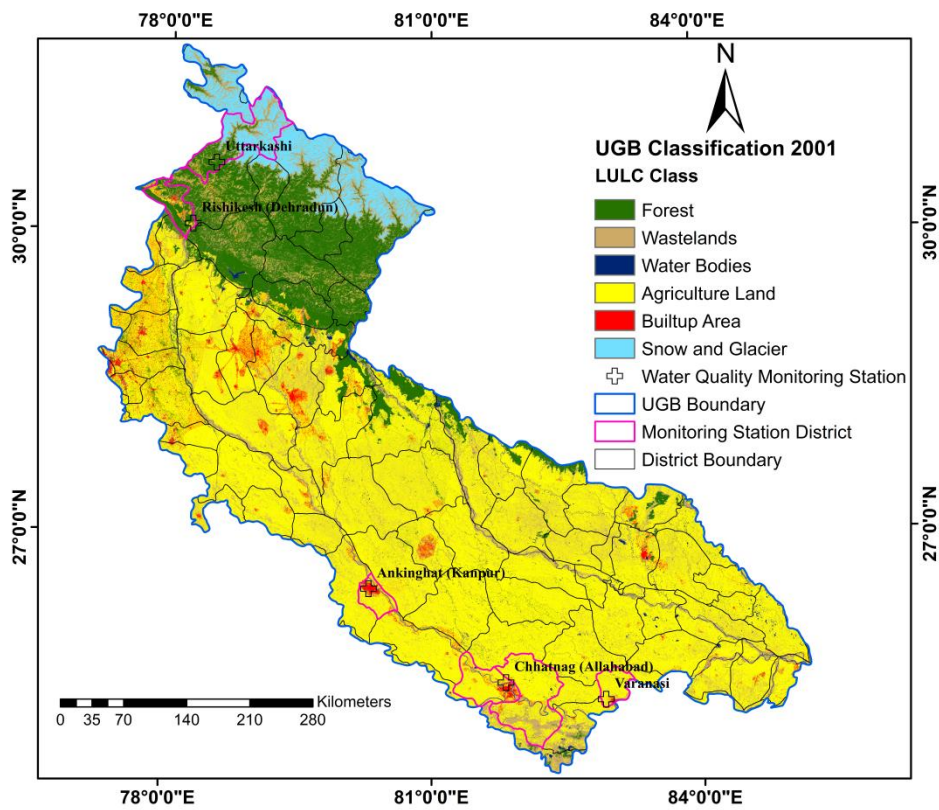 78°0'0"E 81°0'0"E 84°0'0"E
N
Uttarkashi
UGB Classification 2001
LULC Class
Rishikesh (Dehradun)
Forest
30°0'0"N 30°0'0"N
Wastelands
Water Bodies
Agriculture Land
Builtup Area
Snow and Glacier
Water Quality Monitoring Station
UGB Boundary
Monitoring Station District
District Boundary
27°0'0"N 27°0'0"N
Ankinghat (Kanpur)
Chhatnag (Allahabad)
Varanasi
Kilometers
0 35 70 140 210 280
78°0'0"E 81°0'0"E 84°0'0"E